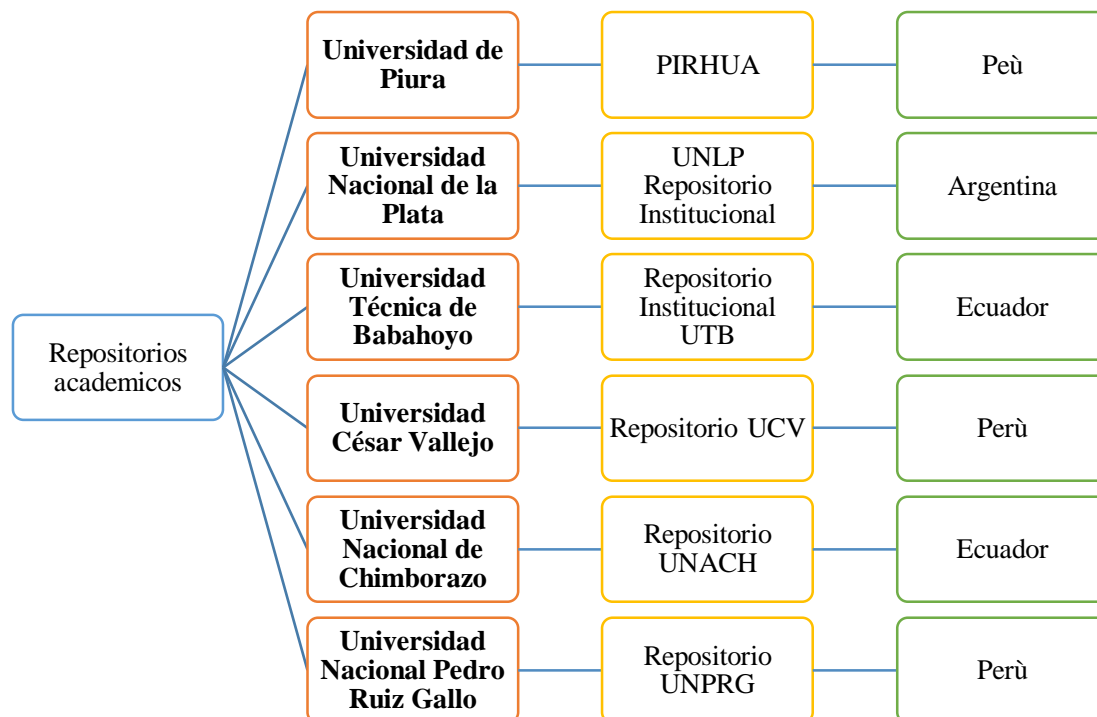 Universidad de
Piura
PIRHUA
Peù
Universidad
Nacional de la
Plata
UNLP
Repositorio
Institucional
Argentina
Universidad
Técnica de
Babahoyo
Repositorio
Institucional
UTB
Ecuador
Repositorios
academicos
Universidad
César Vallejo
Repositorio UCV
Perù
Universidad
Nacional de
Chimborazo
Repositorio
UNACH
Ecuador
Universidad
Nacional Pedro
Ruiz Gallo
Repositorio
UNPRG
Perù